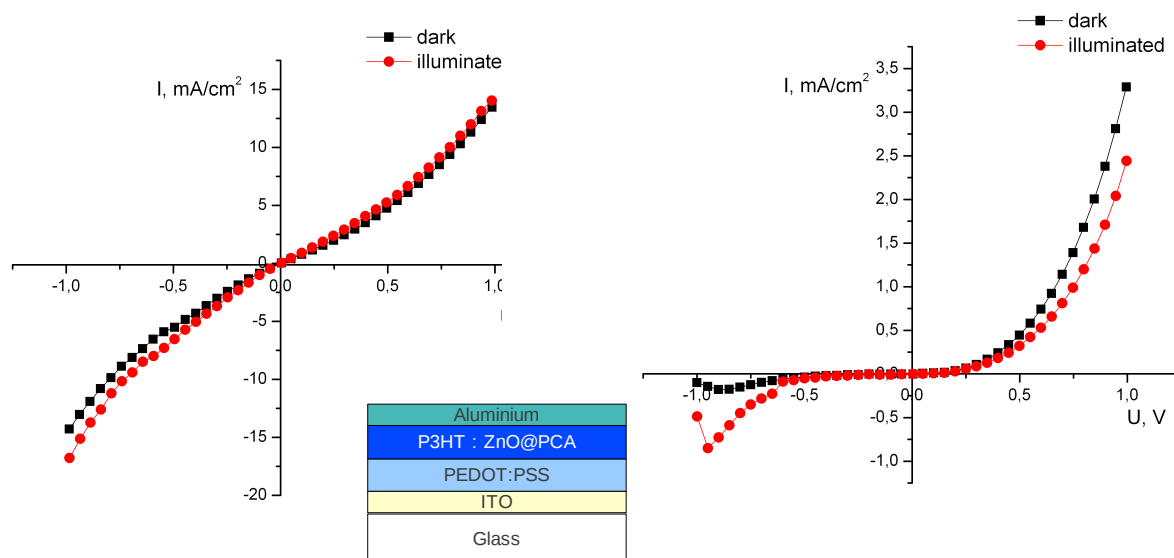 dark
illuminate
I, mA/cm²
15
10
5
0
-1,0
-0,5
0,0
0,5
1,0
-5
-10
-15
-20
Aluminium
P3HT : ZnO@PCA
PEDOT:PSS
ITO
Glass
dark
illuminated
I, mA/cm²
3,5
3,0
2,5
2,0
1,5
1,0
0,5
0,0
-1,0
-0,5
0,0
0,5
1,0
U, V
-0,5
-1,0